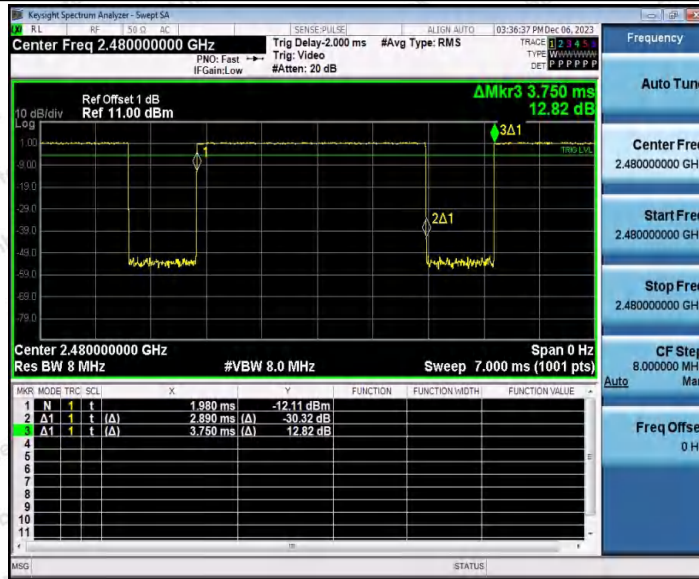 Keysight Spectrum Analyzer - Swept SA
RL RF 50 Ω AC SENSE:PULSE ALIGN AUTO 03:36:37 PM Dec 06, 2023
Center Freq 2.480000000 GHz
PNO: Fast
IFGain:Low
Trig Delay-2.000 ms
Trig: Video
#Atten: 20 dB
#Avg Type: RMS
TRACE 1 2 3 4 5 6
TYPE WWWWWW
DET P P P P P P
ΔMkr3 3.750 ms
12.82 dB
Ref Offset 1 dB
10 dB/div Ref 11.00 dBm
Log
1.00
-9.00
-19.0
-29.0
-39.0
-49.0
-59.0
-69.0
-79.0
1
2Δ1
3Δ1
TRIG LVL
Center 2.480000000 GHz Span 0 Hz
Res BW 8 MHz #VBW 8.0 MHz Sweep 7.000 ms (1001 pts)
MKR MODE TRC SCL X Y FUNCTION FUNCTION WIDTH FUNCTION VALUE
1 N 1 t 1.980 ms -12.11 dBm
2 Δ1 1 t (Δ) 2.890 ms (Δ) -30.32 dB
3 Δ1 1 t (Δ) 3.750 ms (Δ) 12.82 dB
4
5
6
7
8
9
10
11
MSG STATUS
Frequency
Auto Tun
Center Fre
2.480000000 GH
Start Fre
2.480000000 GH
Stop Fre
2.480000000 GH
CF Step
8.000000 MH
Auto Ma
Freq Offse
0 H